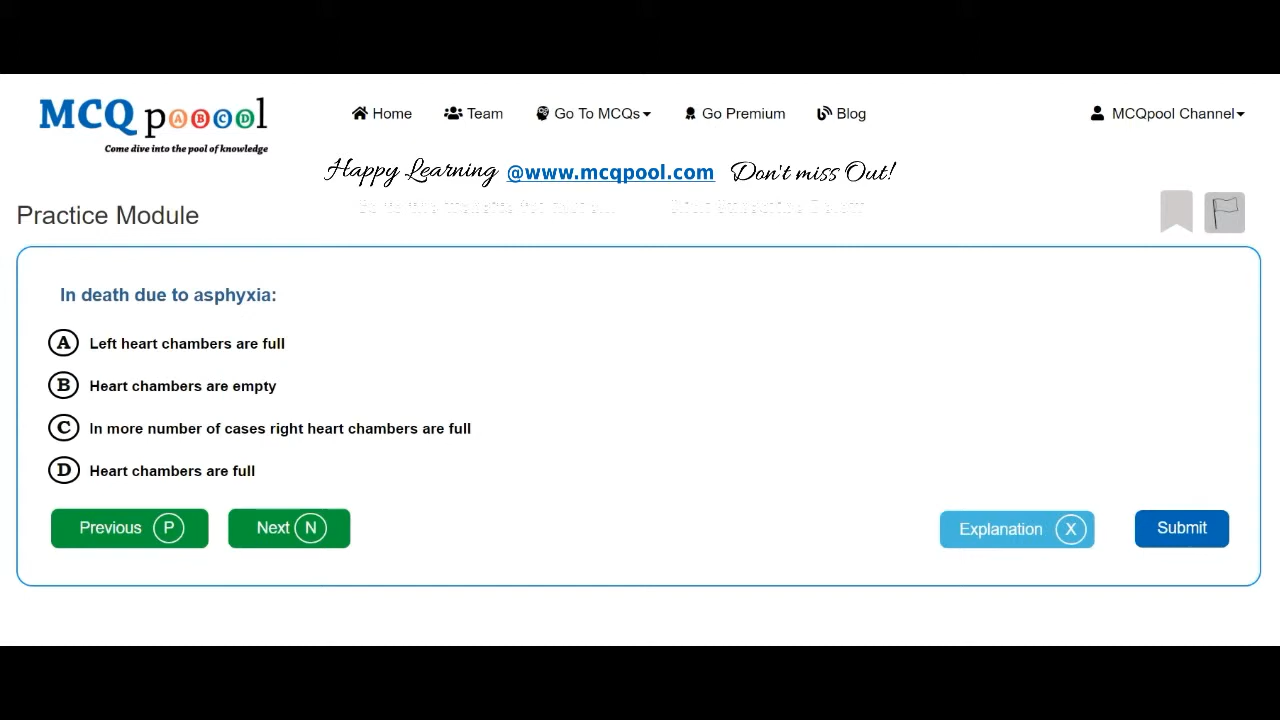 MCQ pooool
Come dive into the pool of knowledge
Home Team Go To MCQs Go Premium Blog MCQpool Channel
Happy Learning @www.mcqpool.com Don't miss Out!
Practice Module
In death due to asphyxia:
A Left heart chambers are full
B Heart chambers are empty
C In more number of cases right heart chambers are full
D Heart chambers are full
Previous P Next N Explanation X Submit